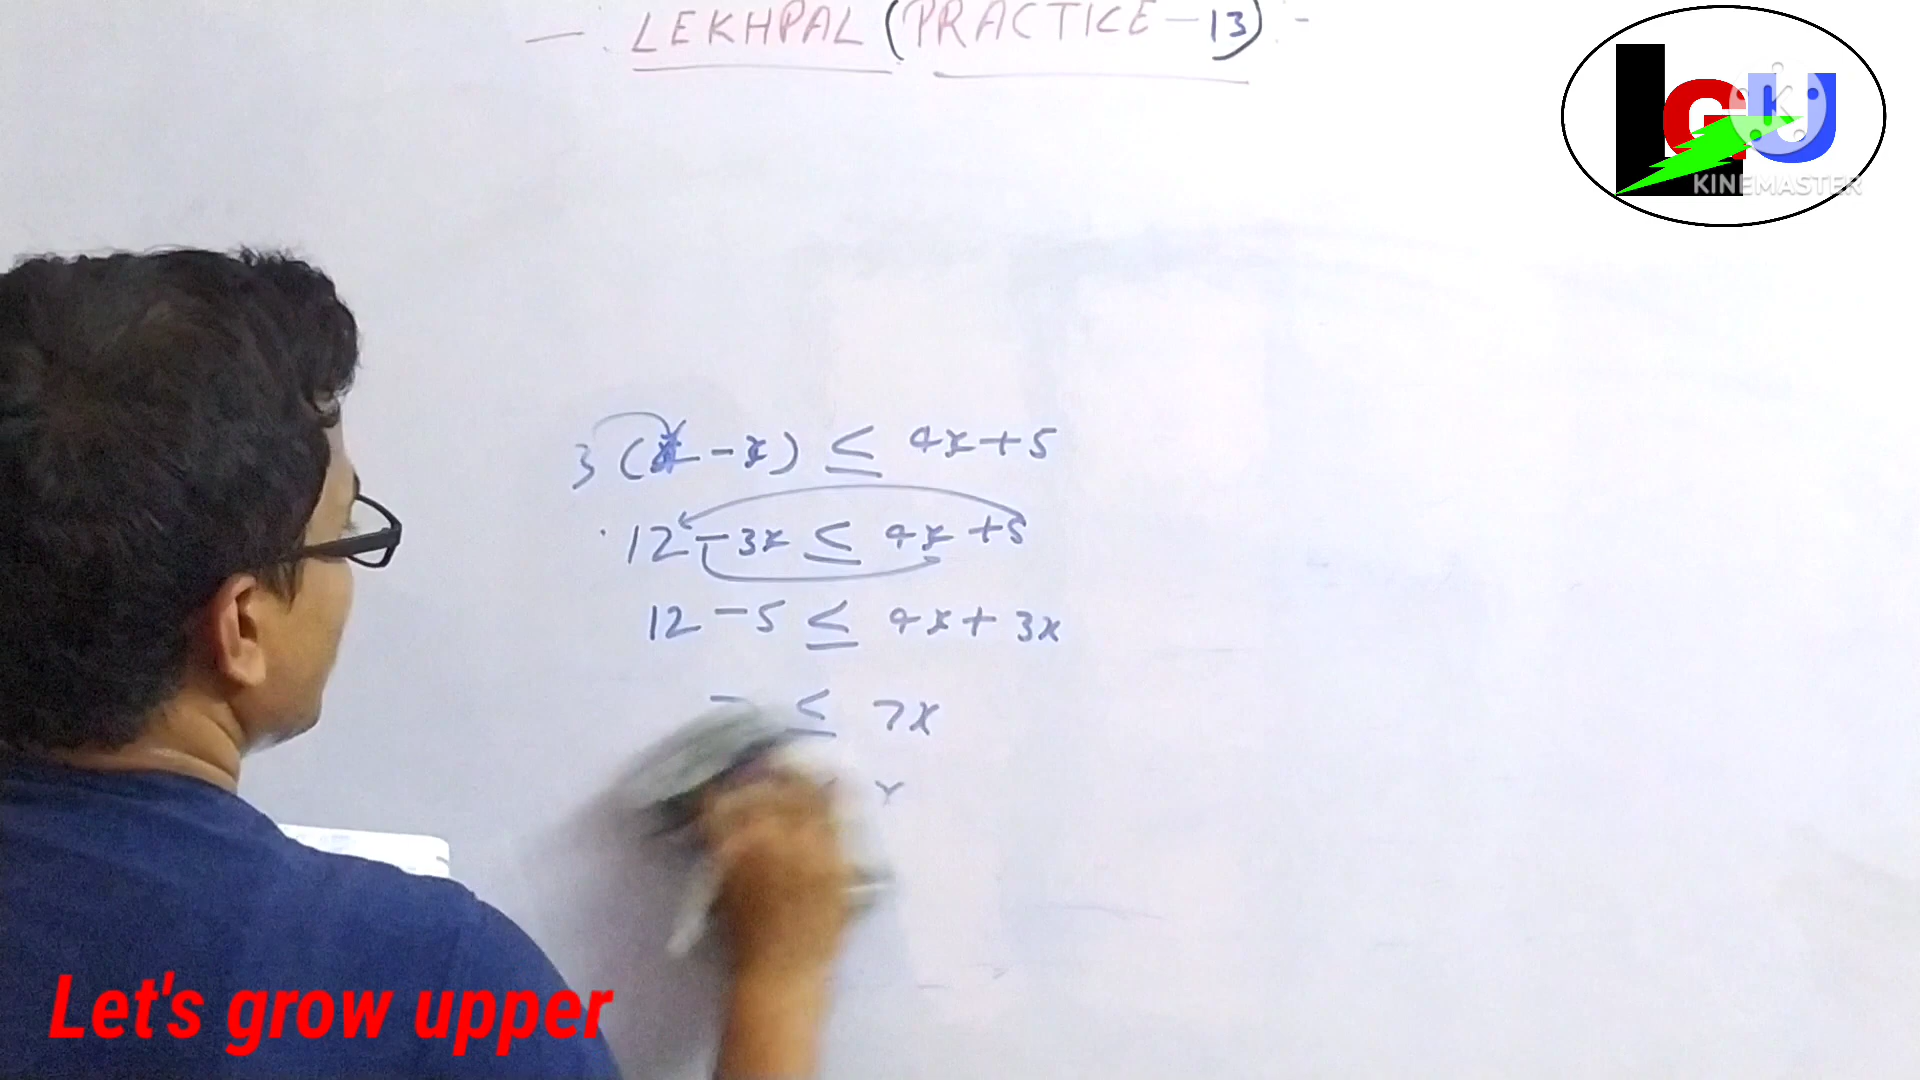 LEKHPAL (PRACTICE-13)
LGU
KINEMASTER
3(4-x) ≤ 4x+5
12-3x ≤ 4x+5
12-5 ≤ 4x+3x
≤ 7x
x
Let's grow upper